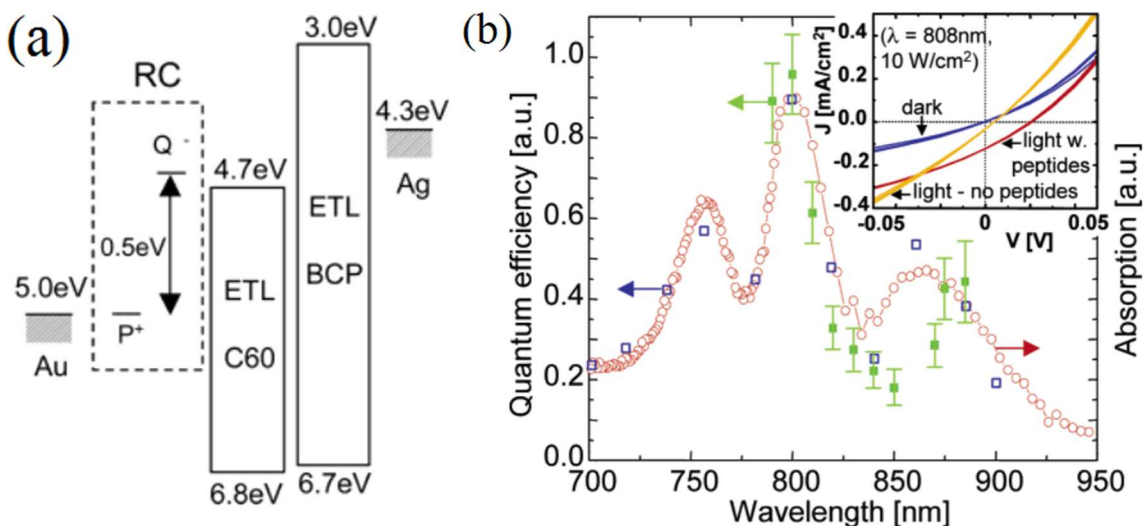 (a)
RC
Q -
0.5eV
P+
5.0eV
Au
4.7eV
ETL
C60
6.8eV
3.0eV
ETL
BCP
6.7eV
4.3eV
Ag
(b)
Quantum efficiency [a.u.]
1.0
0.8
0.6
0.4
0.2
0.0
700 750 800 850 900 950
Wavelength [nm]
Absorption [a.u.]
(λ = 808nm,
10 W/cm²)
J [mA/cm²]
0.4
0.2
0.0
-0.2
-0.4
dark
light w.
peptides
light - no peptides
-0.05 0 0.05
V [V]